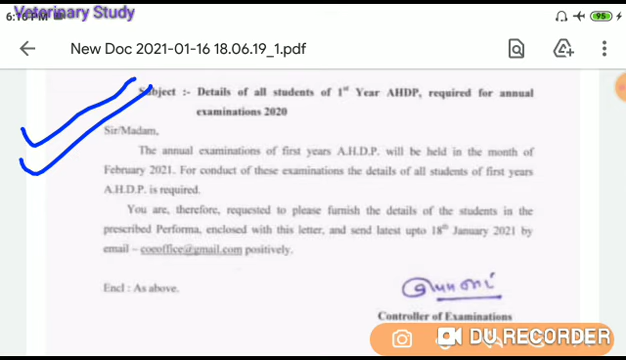 Veterinary Study
6:16 PM
95
New Doc 2021-01-16 18.06.19_1.pdf
Subject :- Details of all students of 1st Year AHDP, required for annual
examinations 2020
Sir/Madam,
The annual examinations of first years A.H.D.P. will be held in the month of
February 2021. For conduct of these examinations the details of all students of first years
A.H.D.P. is required.
You are, therefore, requested to please furnish the details of the students in the
prescribed Performa, enclosed with this letter, and send latest upto 18th January 2021 by
email – cocoffice@gmail.com positively.
Encl : As above.
Controller of Examinations
DU RECORDER